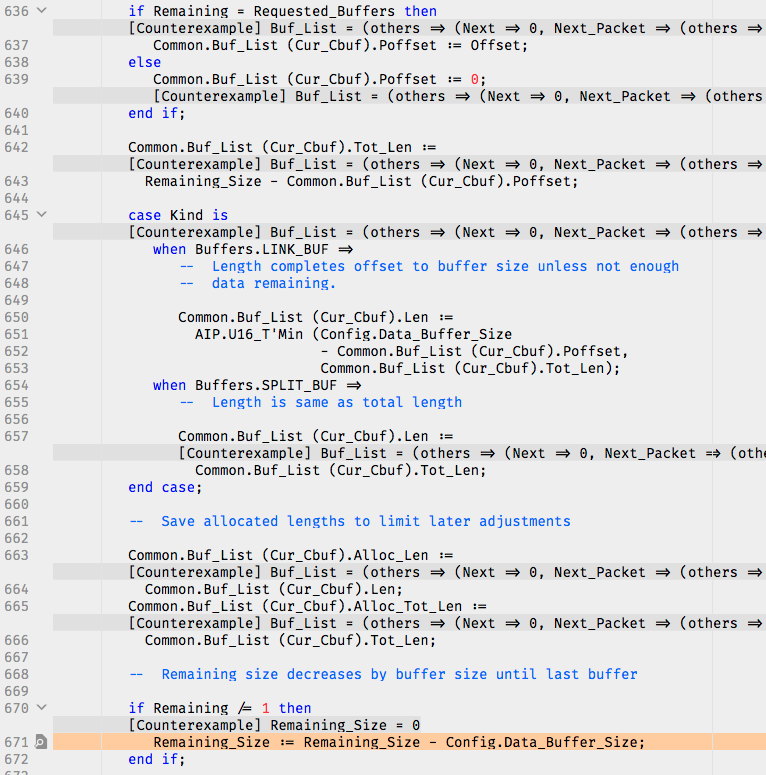 636 if Remaining = Requested_Buffers then
[Counterexample] Buf_List = (others => (Next => 0, Next_Packet => (others =>
637 Common.Buf_List (Cur_Cbuf).Poffset := Offset;
638 else
639 Common.Buf_List (Cur_Cbuf).Poffset := 0;
[Counterexample] Buf_List = (others => (Next => 0, Next_Packet => (others
640 end if;
641
642 Common.Buf_List (Cur_Cbuf).Tot_Len :=
[Counterexample] Buf_List = (others => (Next => 0, Next_Packet => (others =>
643 Remaining_Size - Common.Buf_List (Cur_Cbuf).Poffset;
644
645 case Kind is
[Counterexample] Buf_List = (others => (Next => 0, Next_Packet => (others =>
646 when Buffers.LINK_BUF =>
647 -- Length completes offset to buffer size unless not enough
648 -- data remaining.
649
650 Common.Buf_List (Cur_Cbuf).Len :=
651 AIP.U16_T'Min (Config.Data_Buffer_Size
652 - Common.Buf_List (Cur_Cbuf).Poffset,
653 Common.Buf_List (Cur_Cbuf).Tot_Len);
654 when Buffers.SPLIT_BUF =>
655 -- Length is same as total length
656
657 Common.Buf_List (Cur_Cbuf).Len :=
[Counterexample] Buf_List = (others => (Next => 0, Next_Packet => (othe
658 Common.Buf_List (Cur_Cbuf).Tot_Len;
659 end case;
660
661 -- Save allocated lengths to limit later adjustments
662
663 Common.Buf_List (Cur_Cbuf).Alloc_Len :=
[Counterexample] Buf_List = (others => (Next => 0, Next_Packet => (others =>
664 Common.Buf_List (Cur_Cbuf).Len;
665 Common.Buf_List (Cur_Cbuf).Alloc_Tot_Len :=
[Counterexample] Buf_List = (others => (Next => 0, Next_Packet => (others =>
666 Common.Buf_List (Cur_Cbuf).Tot_Len;
667
668 -- Remaining size decreases by buffer size until last buffer
669
670 if Remaining /= 1 then
[Counterexample] Remaining_Size = 0
671 Remaining_Size := Remaining_Size - Config.Data_Buffer_Size;
672 end if;